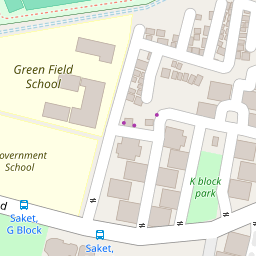 Green Field
School
overnment
School
K block
park
d
Saket,
G Block
Saket,